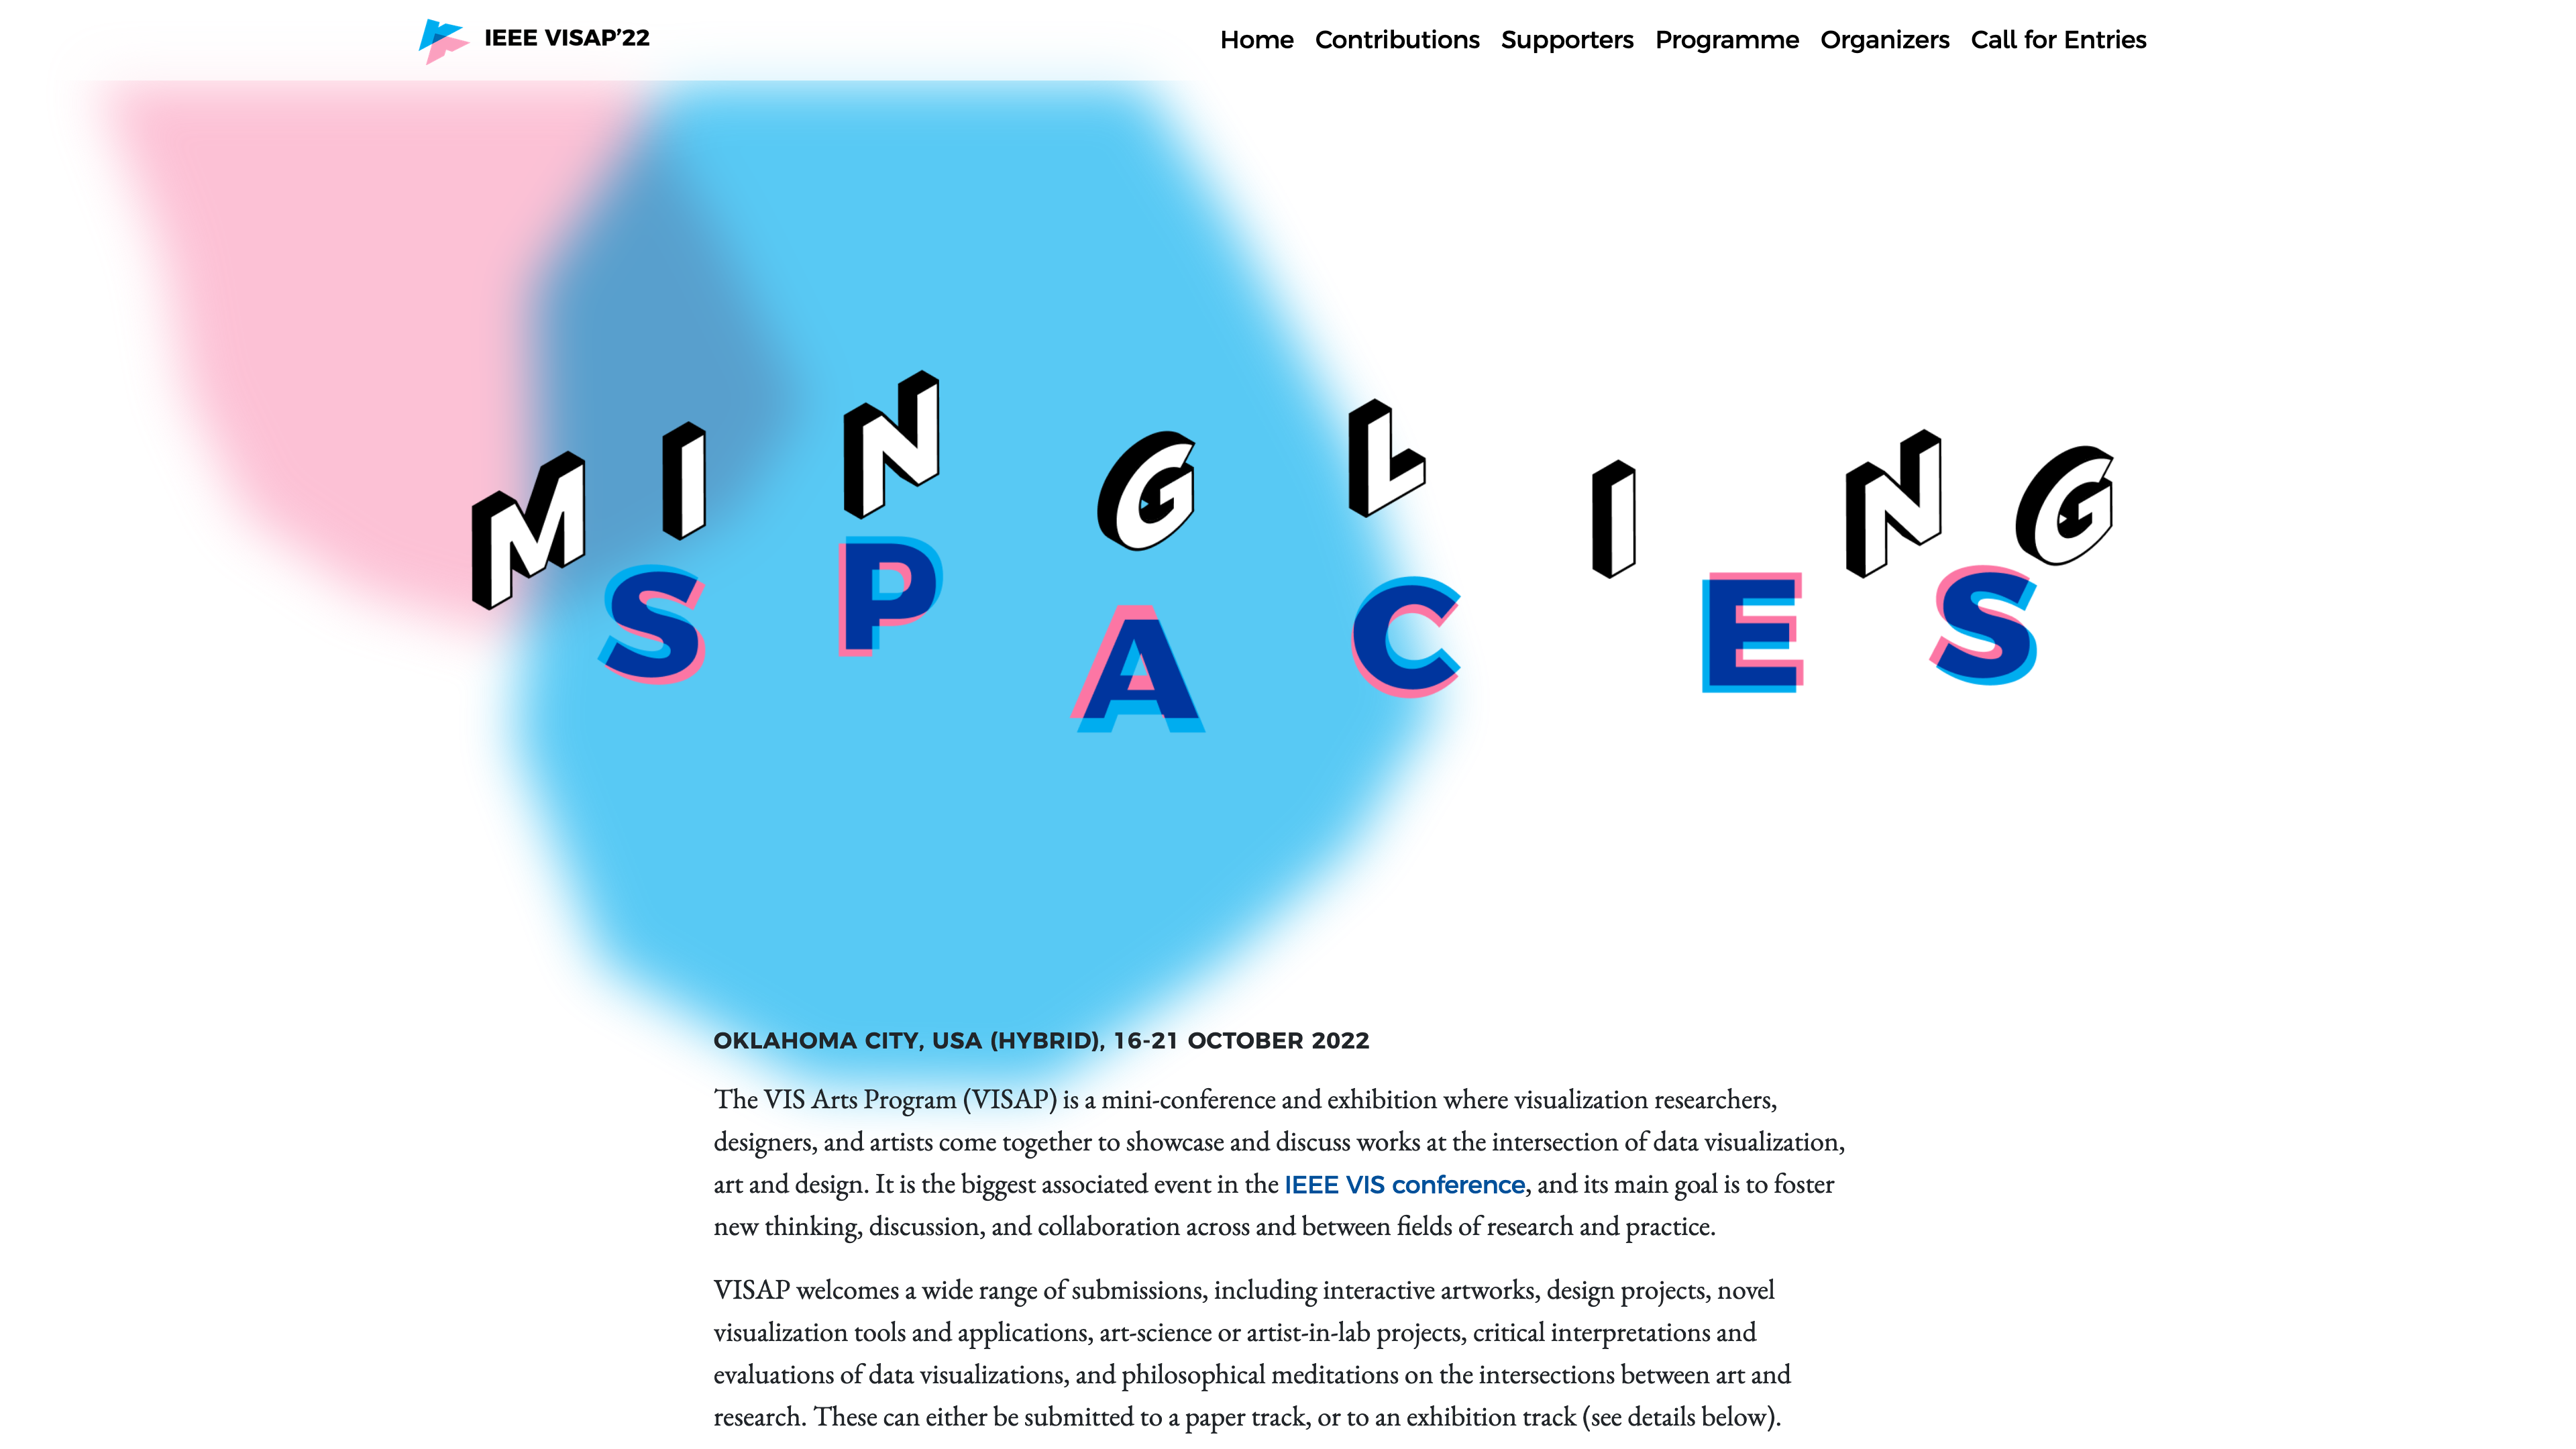 IEEE VISAP’22
Home Contributions Supporters Programme Organizers Call for Entries
MINGLING
SPACES
OKLAHOMA CITY, USA (HYBRID), 16-21 OCTOBER 2022
The VIS Arts Program (VISAP) is a mini-conference and exhibition where visualization researchers,
designers, and artists come together to showcase and discuss works at the intersection of data visualization,
art and design. It is the biggest associated event in the IEEE VIS conference, and its main goal is to foster
new thinking, discussion, and collaboration across and between fields of research and practice.
VISAP welcomes a wide range of submissions, including interactive artworks, design projects, novel
visualization tools and applications, art-science or artist-in-lab projects, critical interpretations and
evaluations of data visualizations, and philosophical meditations on the intersections between art and
research. These can either be submitted to a paper track, or to an exhibition track (see details below).